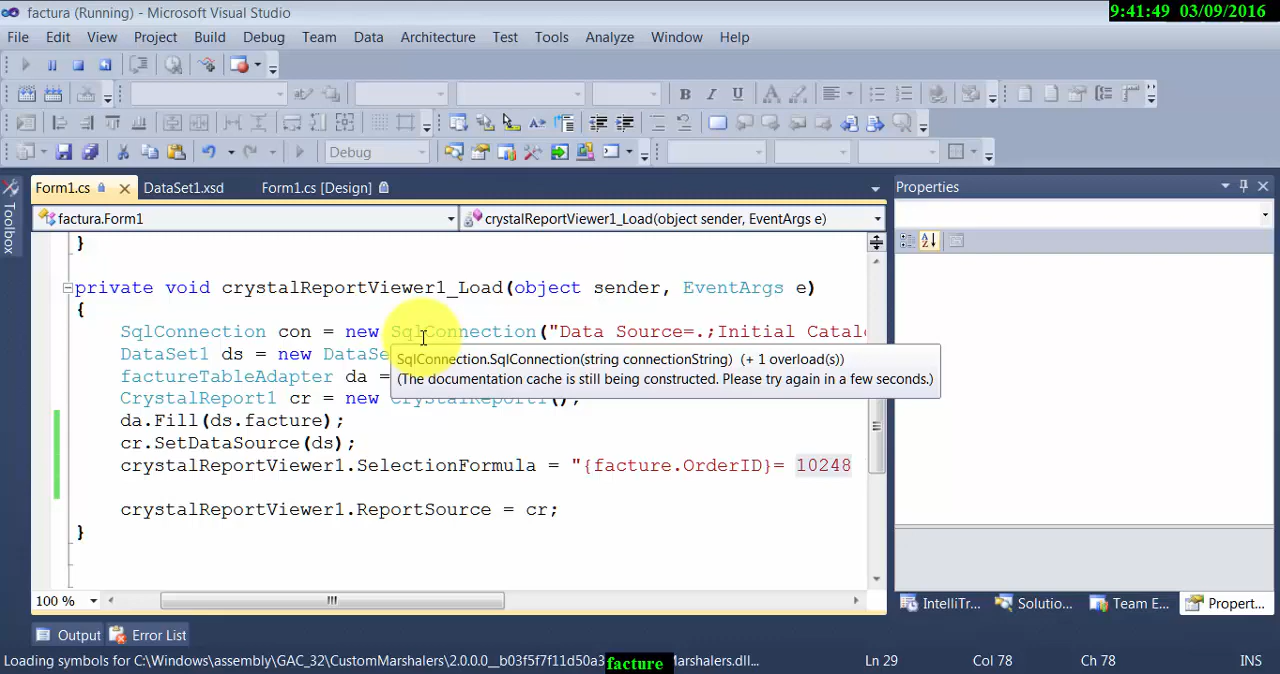 factura (Running) - Microsoft Visual Studio
9:41:49 03/09/2016
File Edit View Project Build Debug Team Data Architecture Test Tools Analyze Window Help
Debug
Form1.cs DataSet1.xsd Form1.cs [Design]
Properties
Toolbox
factura.Form1 crystalReportViewer1_Load(object sender, EventArgs e)
}
private void crystalReportViewer1_Load(object sender, EventArgs e)
{
SqlConnection con = new SqlConnection("Data Source=.;Initial Catal
DataSet1 ds = new DataSe
SqlConnection.SqlConnection(string connectionString) (+ 1 overload(s))
factureTableAdapter da =
(The documentation cache is still being constructed. Please try again in a few seconds.)
CrystalReport1 cr = new CrystalReport1();
da.Fill(ds.facture);
cr.SetDataSource(ds);
crystalReportViewer1.SelectionFormula = "{facture.OrderID}= 10248
crystalReportViewer1.ReportSource = cr;
}
100 %
IntelliTr... Solutio... Team E... Propert...
Output Error List
Loading symbols for C:\Windows\assembly\GAC_32\CustomMarshalers\2.0.0.0__b03f5f7f11d50a3 facture Marshalers.dll... Ln 29 Col 78 Ch 78 INS